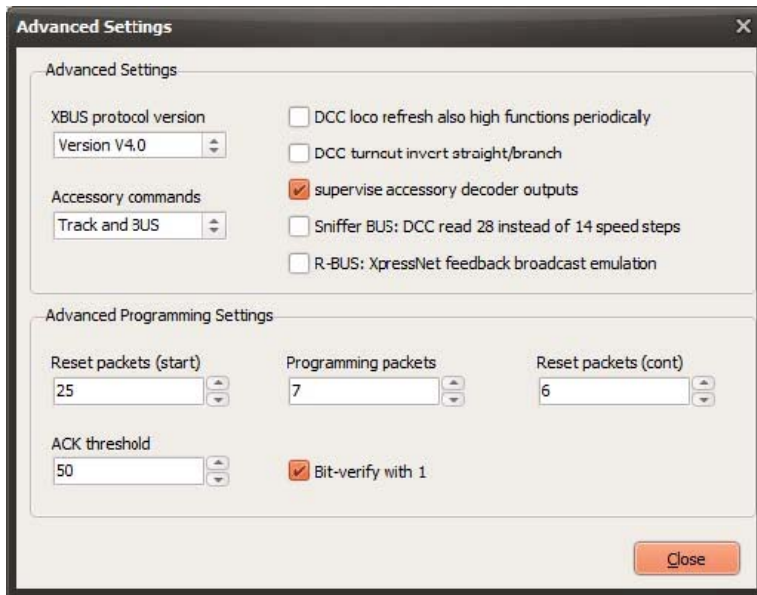 Advanced Settings
Advanced Settings
XBUS protocol version
Version V4.0
Accessory commands
Track and BUS
DCC loco refresh also high functions periodically
DCC turnout invert straight/branch
supervise accessory decoder outputs
Sniffer BUS: DCC read 28 instead of 14 speed steps
R-BUS: XpressNet feedback broadcast emulation
Advanced Programming Settings
Reset packets (start)
25
Programming packets
7
Reset packets (cont)
6
ACK threshold
50
Bit-verify with 1
Close